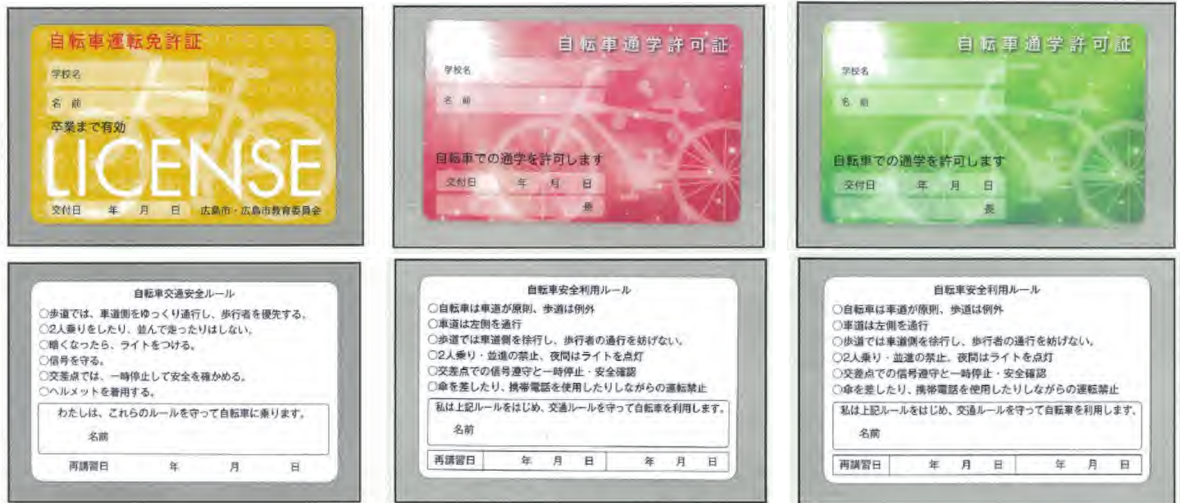 自転車運転免許証
学校名
名 前
卒業まで有効
LICENSE
交付日 年 月 日 広島市・広島市教育委員会
自転車通学許可証
学校名
名 前
自転車での通学を許可します
交付日 年 月 日
長
自転車通学許可証
学校名
名 前
自転車での通学を許可します
交付日 年 月 日
長
自転車交通安全ルール
○歩道では、車道側をゆっくり通行し、歩行者を優先する。
○2人乗りをしたり、並んで走ったりはしない。
○暗くなったら、ライトをつける。
○信号を守る。
○交差点では、一時停止して安全を確かめる。
○ヘルメットを着用する。
わたしは、これらのルールを守って自転車に乗ります。
名前
再講習日 年 月 日
自転車安全利用ルール
○自転車は車道が原則、歩道は例外
○車道は左側を通行
○歩道では車道側を徐行し、歩行者の通行を妨げない。
○2人乗り・並進の禁止、夜間はライトを点灯
○交差点での信号遵守と一時停止・安全確認
○傘を差したり、携帯電話を使用したりしながらの運転禁止
私は上記ルールをはじめ、交通ルールを守って自転車を利用します。
名前
再講習日 年 月 日 年 月 日
自転車安全利用ルール
○自転車は車道が原則、歩道は例外
○車道は左側を通行
○歩道では車道側を徐行し、歩行者の通行を妨げない。
○2人乗り・並進の禁止、夜間はライトを点灯
○交差点での信号遵守と一時停止・安全確認
○傘を差したり、携帯電話を使用したりしながらの運転禁止
私は上記ルールをはじめ、交通ルールを守って自転車を利用します。
名前
再講習日 年 月 日 年 月 日